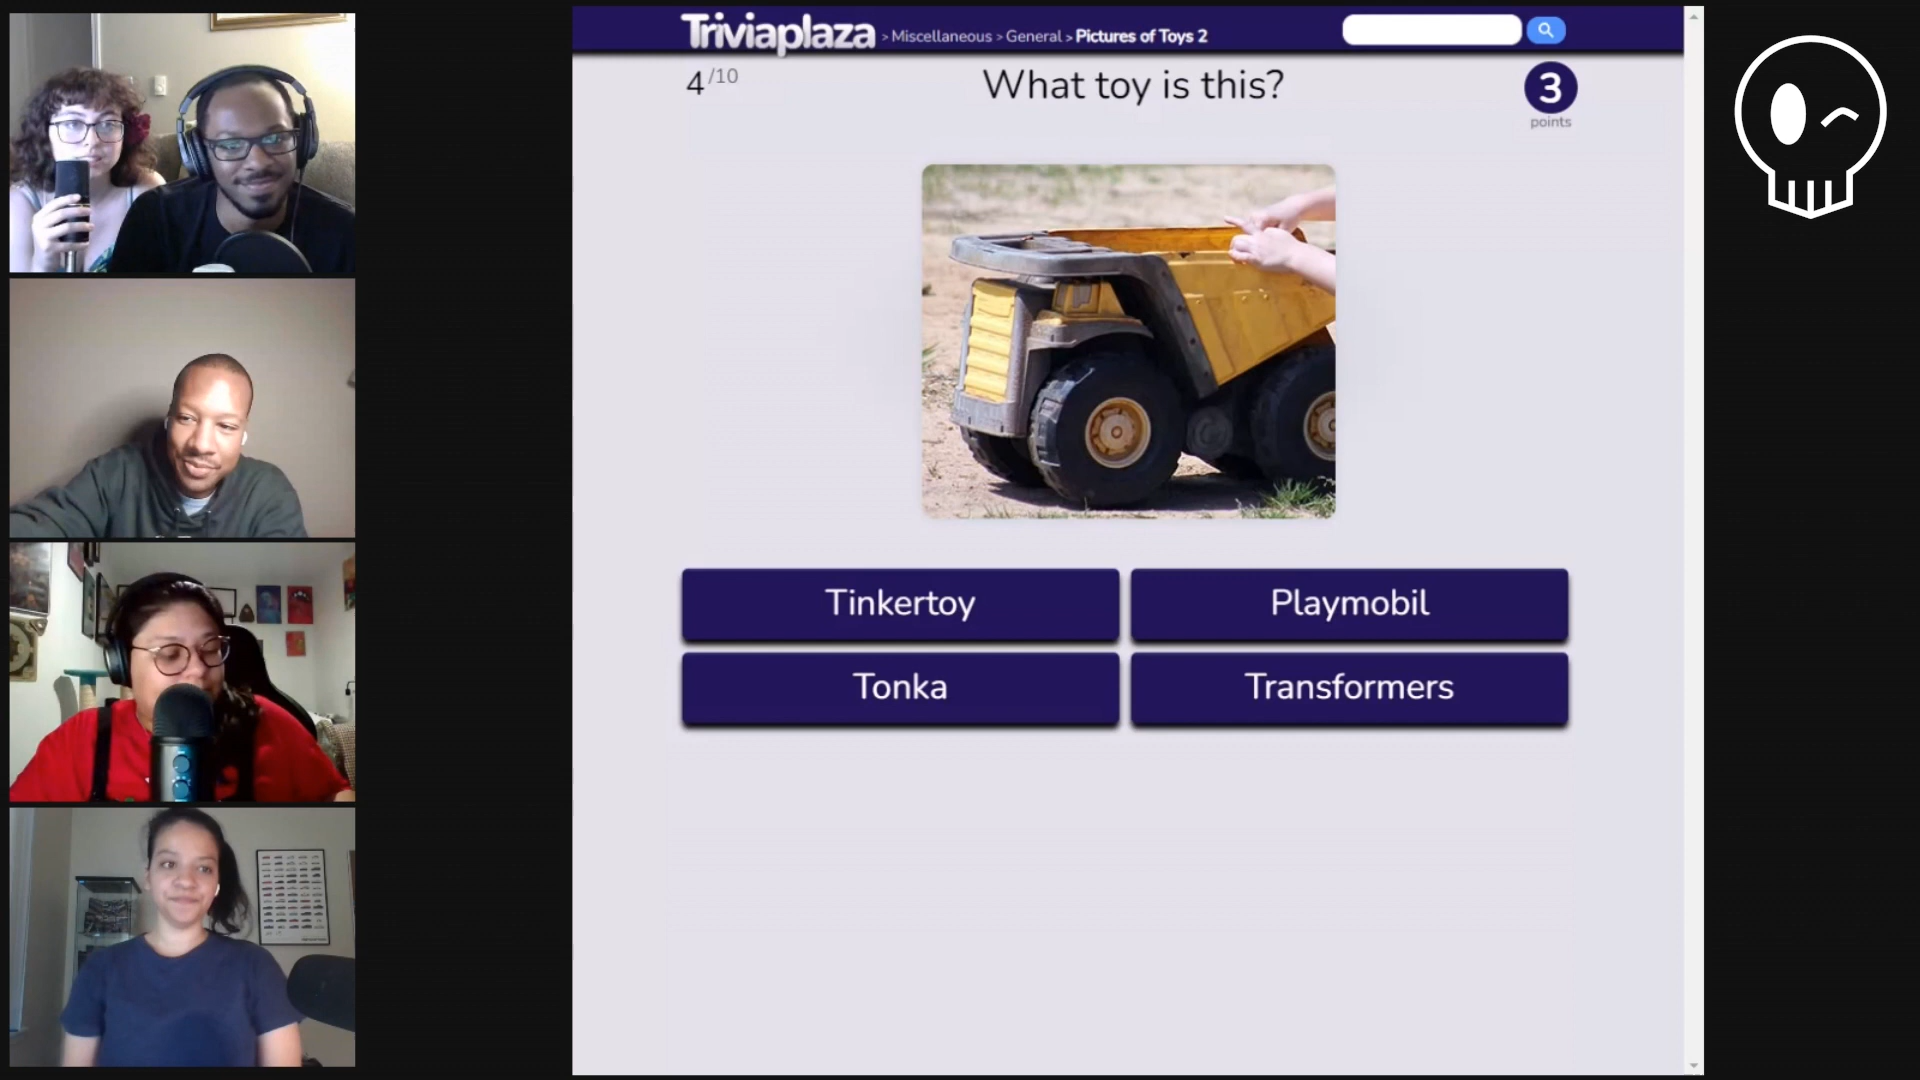 Triviaplaza > Miscellaneous > General > Pictures of Toys 2
4/10
What toy is this?
3
points
Tinkertoy
Playmobil
Tonka
Transformers